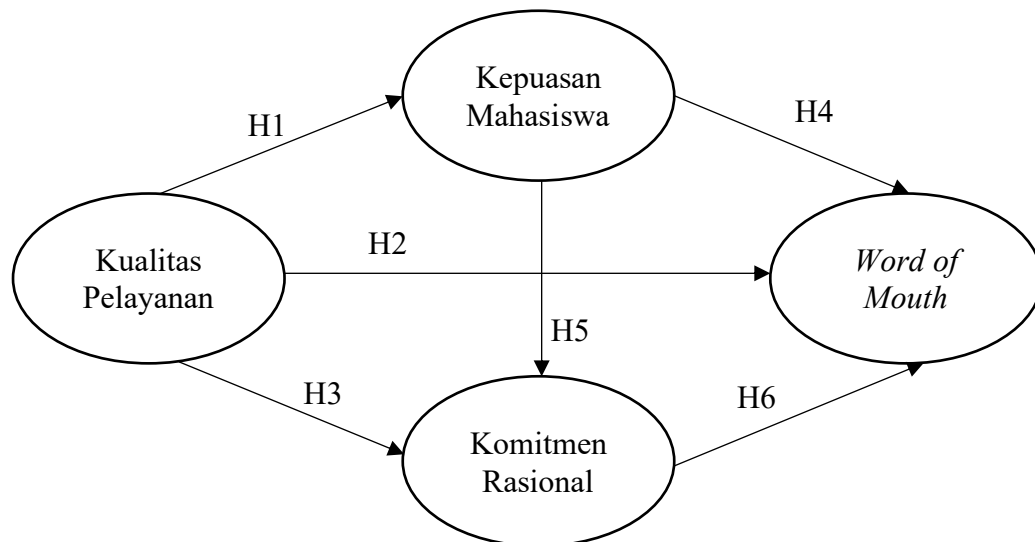 Kepuasan
Mahasiswa
H1
H4
Kualitas
Pelayanan
H2
Word of
Mouth
H5
H3
H6
Komitmen
Rasional